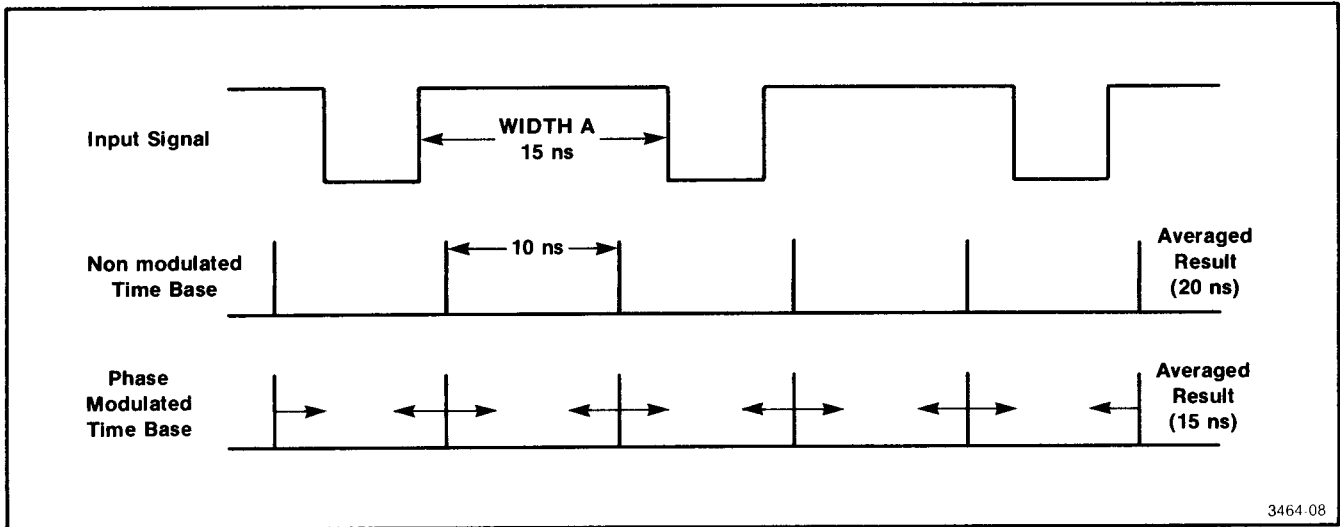 Input Signal
WIDTH A
15 ns
Non modulated
Time Base
10 ns
Averaged
Result
(20 ns)
Phase
Modulated
Time Base
Averaged
Result
(15 ns)
3464-08